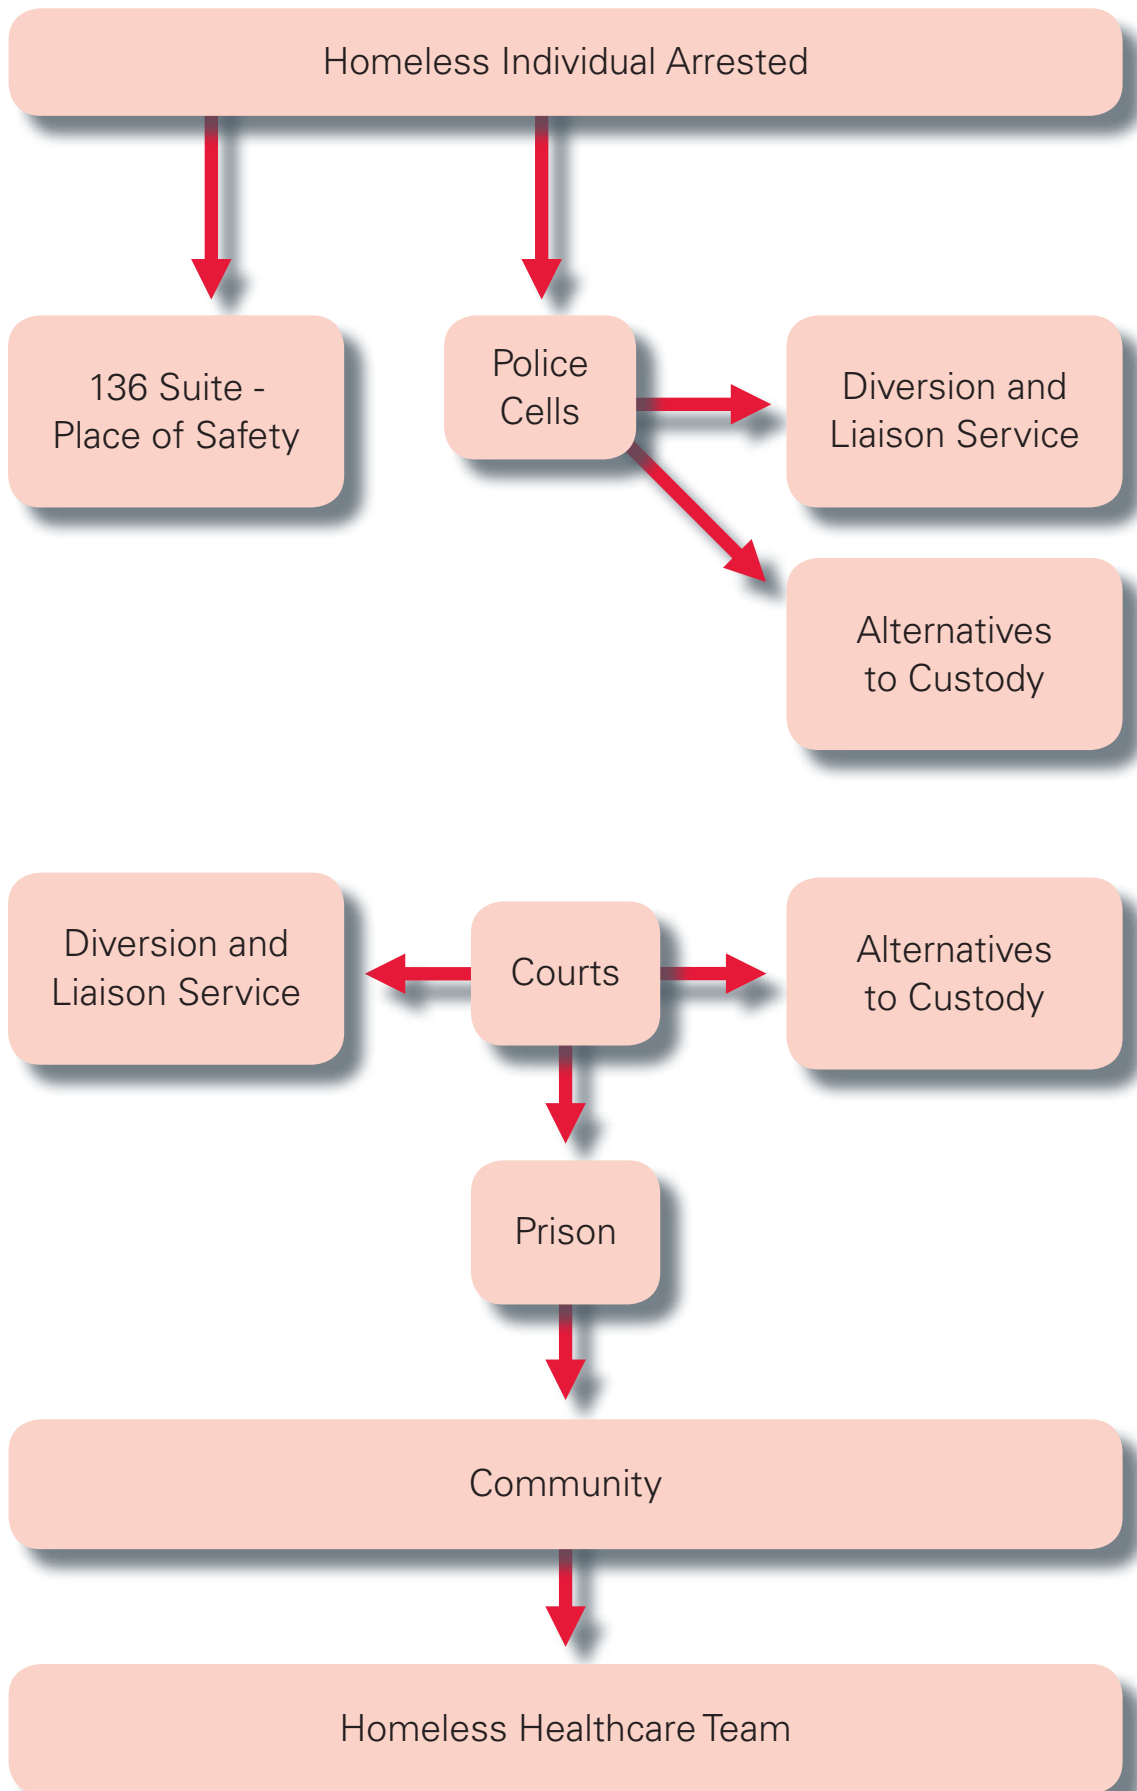 Homeless Individual Arrested
136 Suite -
Place of Safety
Police
Cells
Diversion and
Liaison Service
Alternatives
to Custody
Diversion and
Liaison Service
Courts
Alternatives
to Custody
Prison
Community
Homeless Healthcare Team